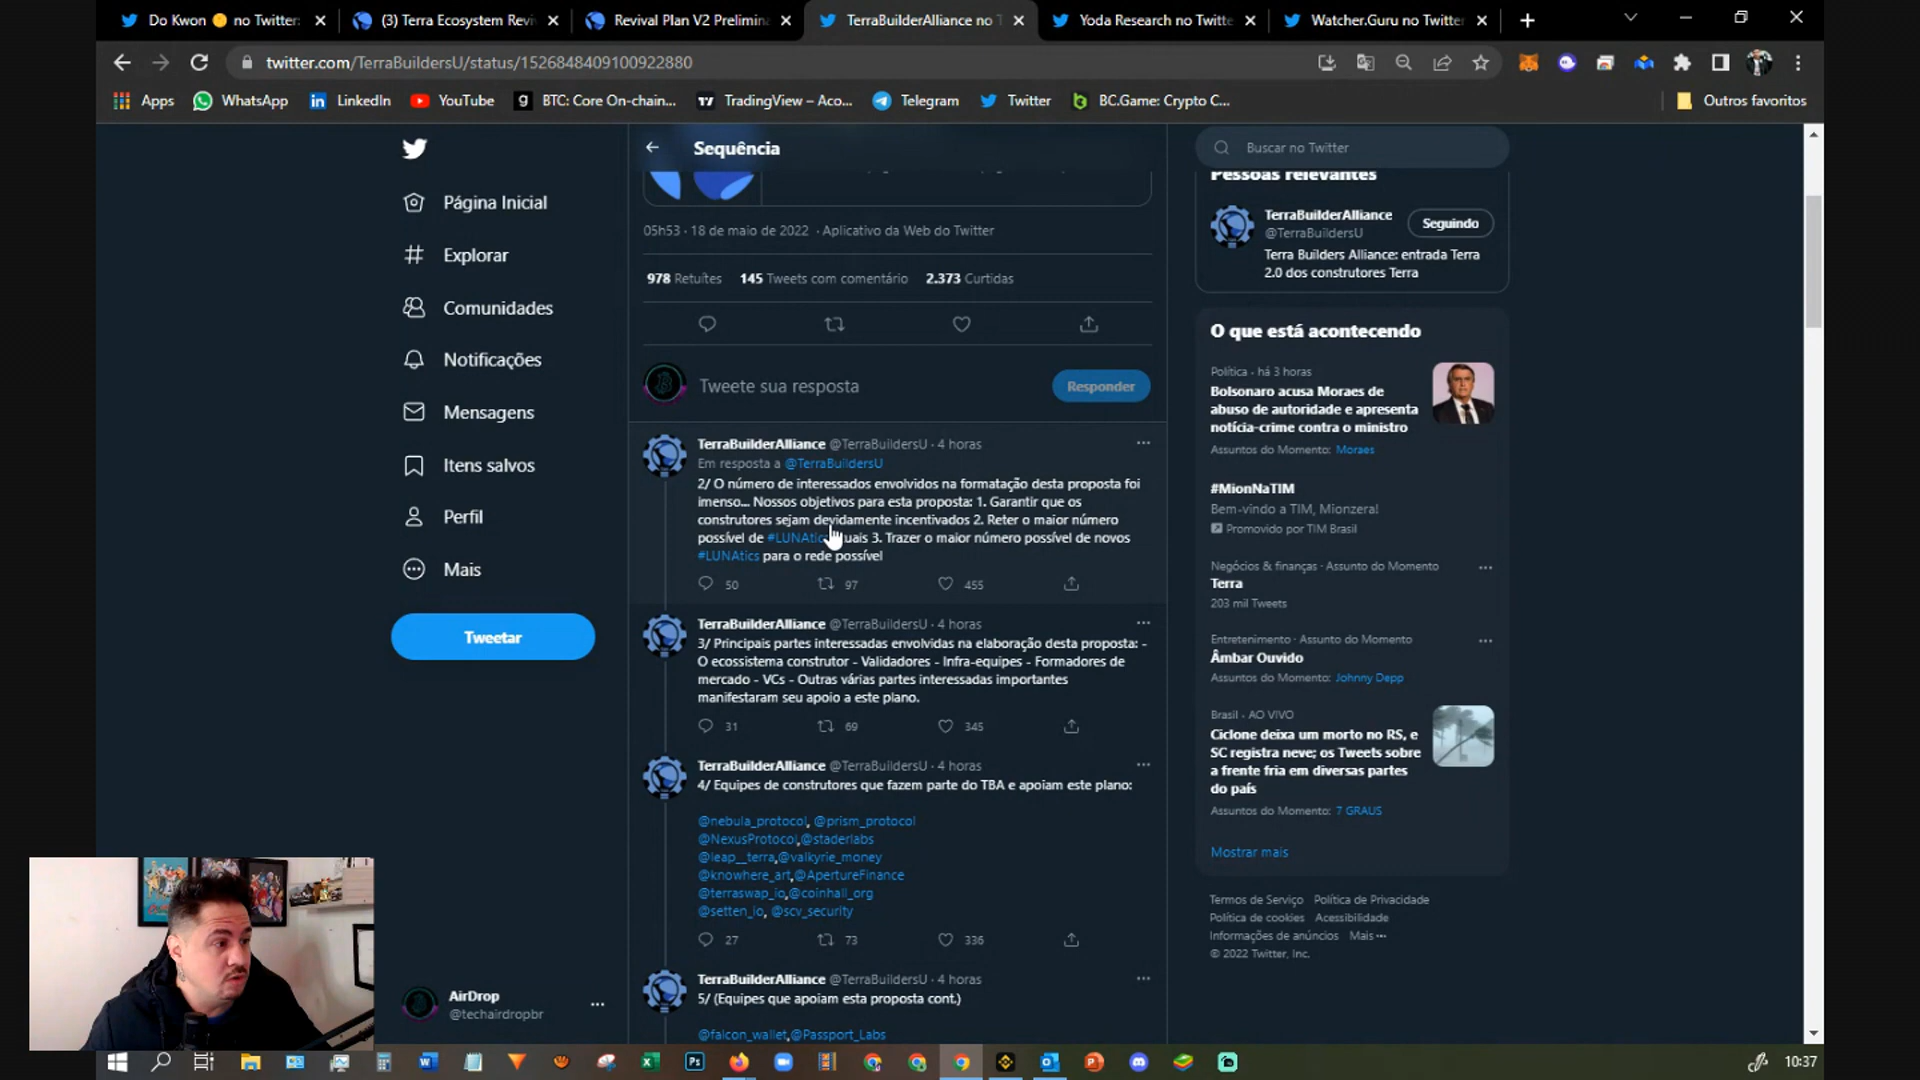 Do Kwon no Twitter:
(3) Terra Ecosystem Reviv
Revival Plan V2 Prelimina
TerraBuilderAlliance no T
Yoda Research no Twitte
Watcher.Guru no Twitter
twitter.com/TerraBuildersU/status/1526848409100922880
Apps
WhatsApp
LinkedIn
YouTube
BTC: Core On-chain...
TradingView – Aco...
Telegram
Twitter
BC.Game: Crypto C...
Outros favoritos
Página Inicial
Explorar
Comunidades
Notificações
Mensagens
Itens salvos
Perfil
Mais
Tweetar
AirDrop
@techairdropbr
Sequência
05h53 · 18 de maio de 2022 · Aplicativo da Web do Twitter
978 Retuítes 145 Tweets com comentário 2.373 Curtidas
Tweete sua resposta
Responder
TerraBuilderAlliance @TerraBuildersU · 4 horas
Em resposta a @TerraBuildersU
2/ O número de interessados envolvidos na formatação desta proposta foi
imenso... Nossos objetivos para esta proposta: 1. Garantir que os
construtores sejam devidamente incentivados 2. Reter o maior número
possível de #LUNAtic uais 3. Trazer o maior número possível de novos
#LUNAtics para o rede possível
50 97 455
TerraBuilderAlliance @TerraBuildersU · 4 horas
3/ Principais partes interessadas envolvidas na elaboração desta proposta: -
O ecossistema construtor - Validadores - Infra-equipes - Formadores de
mercado - VCs - Outras várias partes interessadas importantes
manifestaram seu apoio a este plano.
31 69 345
TerraBuilderAlliance @TerraBuildersU · 4 horas
4/ Equipes de construtores que fazem parte do TBA e apoiam este plano:
@nebula_protocol, @prism_protocol
@NexusProtocol,@staderlabs
@leap__terra,@valkyrie_money
@knowhere_art,@ApertureFinance
@terraswap_io,@coinhall_org
@setten_io, @scv_security
27 73 336
TerraBuilderAlliance @TerraBuildersU · 4 horas
5/ (Equipes que apoiam esta proposta cont.)
@falcon_wallet,@Passport_Labs
Buscar no Twitter
Pessoas relevantes
TerraBuilderAlliance
@TerraBuildersU
Seguindo
Terra Builders Alliance: entrada Terra
2.0 dos construtores Terra
O que está acontecendo
Política · há 3 horas
Bolsonaro acusa Moraes de
abuso de autoridade e apresenta
notícia-crime contra o ministro
Assuntos do Momento: Moraes
#MionNaTIM
Bem-vindo a TIM, Mionzera!
Promovido por TIM Brasil
Negócios & finanças · Assunto do Momento
Terra
203 mil Tweets
Entretenimento · Assunto do Momento
Âmbar Ouvido
Assuntos do Momento: Johnny Depp
Brasil · AO VIVO
Ciclone deixa um morto no RS, e
SC registra neve; os Tweets sobre
a frente fria em diversas partes
do país
Assuntos do Momento: 7 GRAUS
Mostrar mais
Termos de Serviço Política de Privacidade
Política de cookies Acessibilidade
Informações de anúncios Mais ···
© 2022 Twitter, Inc.
10:37